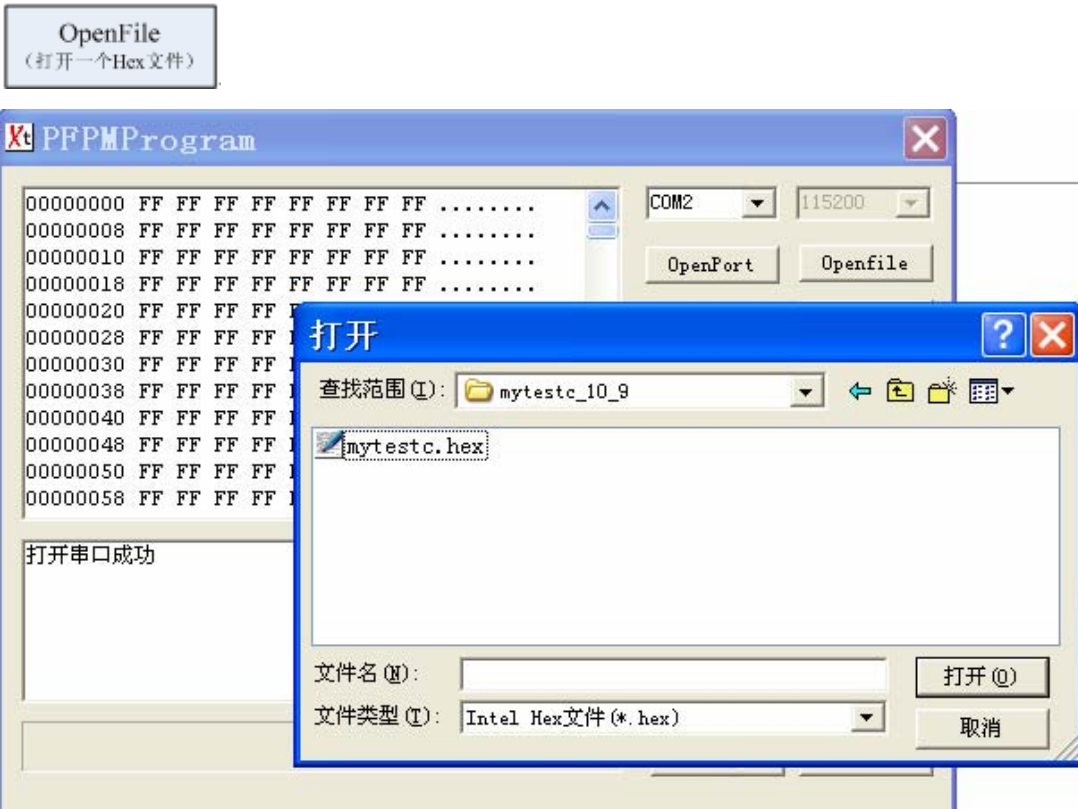 OpenFile
（打开一个Hex文件）
Xt PFPMProgram
00000000 FF FF FF FF FF FF FF FF ........
00000008 FF FF FF FF FF FF FF FF ........
00000010 FF FF FF FF FF FF FF FF ........
00000018 FF FF FF FF FF FF FF FF ........
00000020 FF FF FF FF
00000028 FF FF FF FF
00000030 FF FF FF FF
00000038 FF FF FF FF
00000040 FF FF FF FF
00000048 FF FF FF FF
00000050 FF FF FF FF
00000058 FF FF FF FF
COM2 115200
OpenPort Openfile
打开串口成功
打开
查找范围(I): mytestc_10_9
mytestc.hex
文件名(N):
打开(O)
文件类型(T): Intel Hex文件(*.hex)
取消